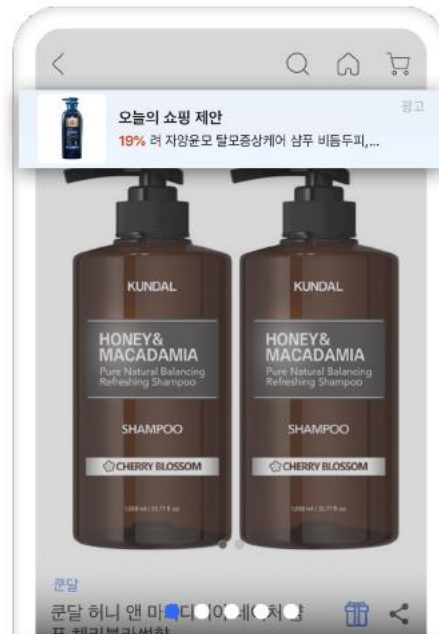 오늘의 쇼핑 제안
광고
19% 려 자양윤모 탈모증상케어 샴푸 비듬두피,...
KUNDAL
HONEY&
MACADAMIA
Pure Natural Balancing
Refreshing Shampoo
SHAMPOO
CHERRY BLOSSOM
KUNDAL
HONEY&
MACADAMIA
Pure Natural Balancing
Refreshing Shampoo
SHAMPOO
CHERRY BLOSSOM
쿤달
쿤달 허니 앤